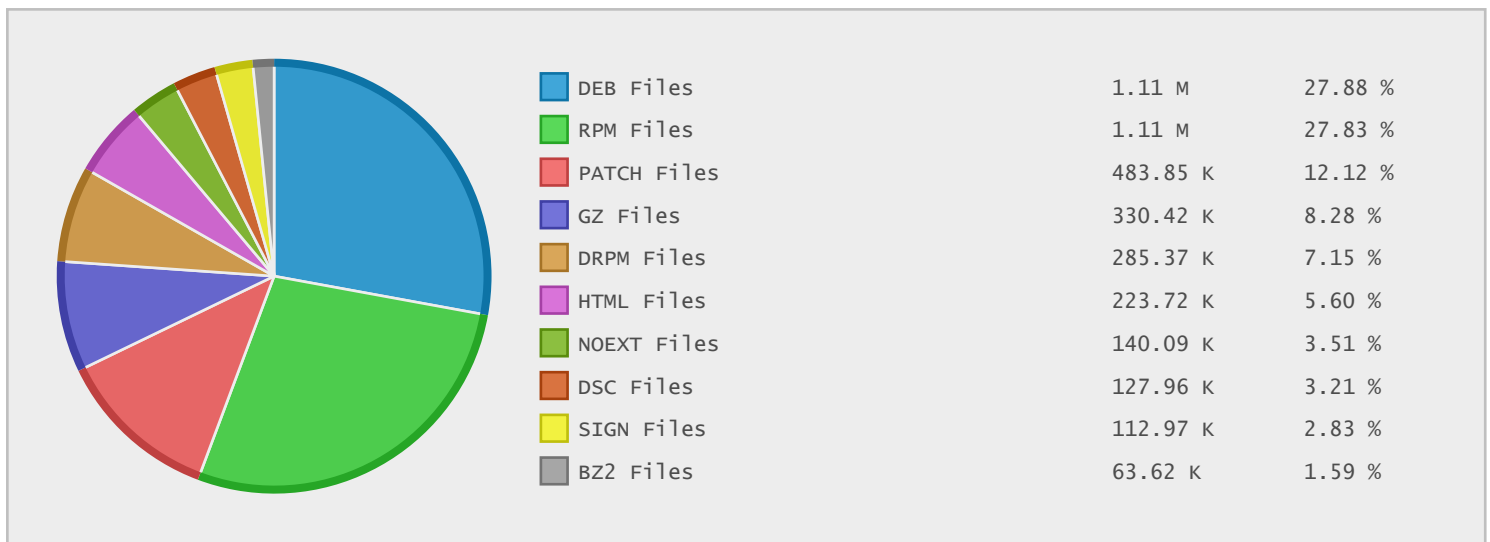 DEB Files 1.11 M 27.88 %
RPM Files 1.11 M 27.83 %
PATCH Files 483.85 K 12.12 %
GZ Files 330.42 K 8.28 %
DRPM Files 285.37 K 7.15 %
HTML Files 223.72 K 5.60 %
NOEXT Files 140.09 K 3.51 %
DSC Files 127.96 K 3.21 %
SIGN Files 112.97 K 2.83 %
BZ2 Files 63.62 K 1.59 %